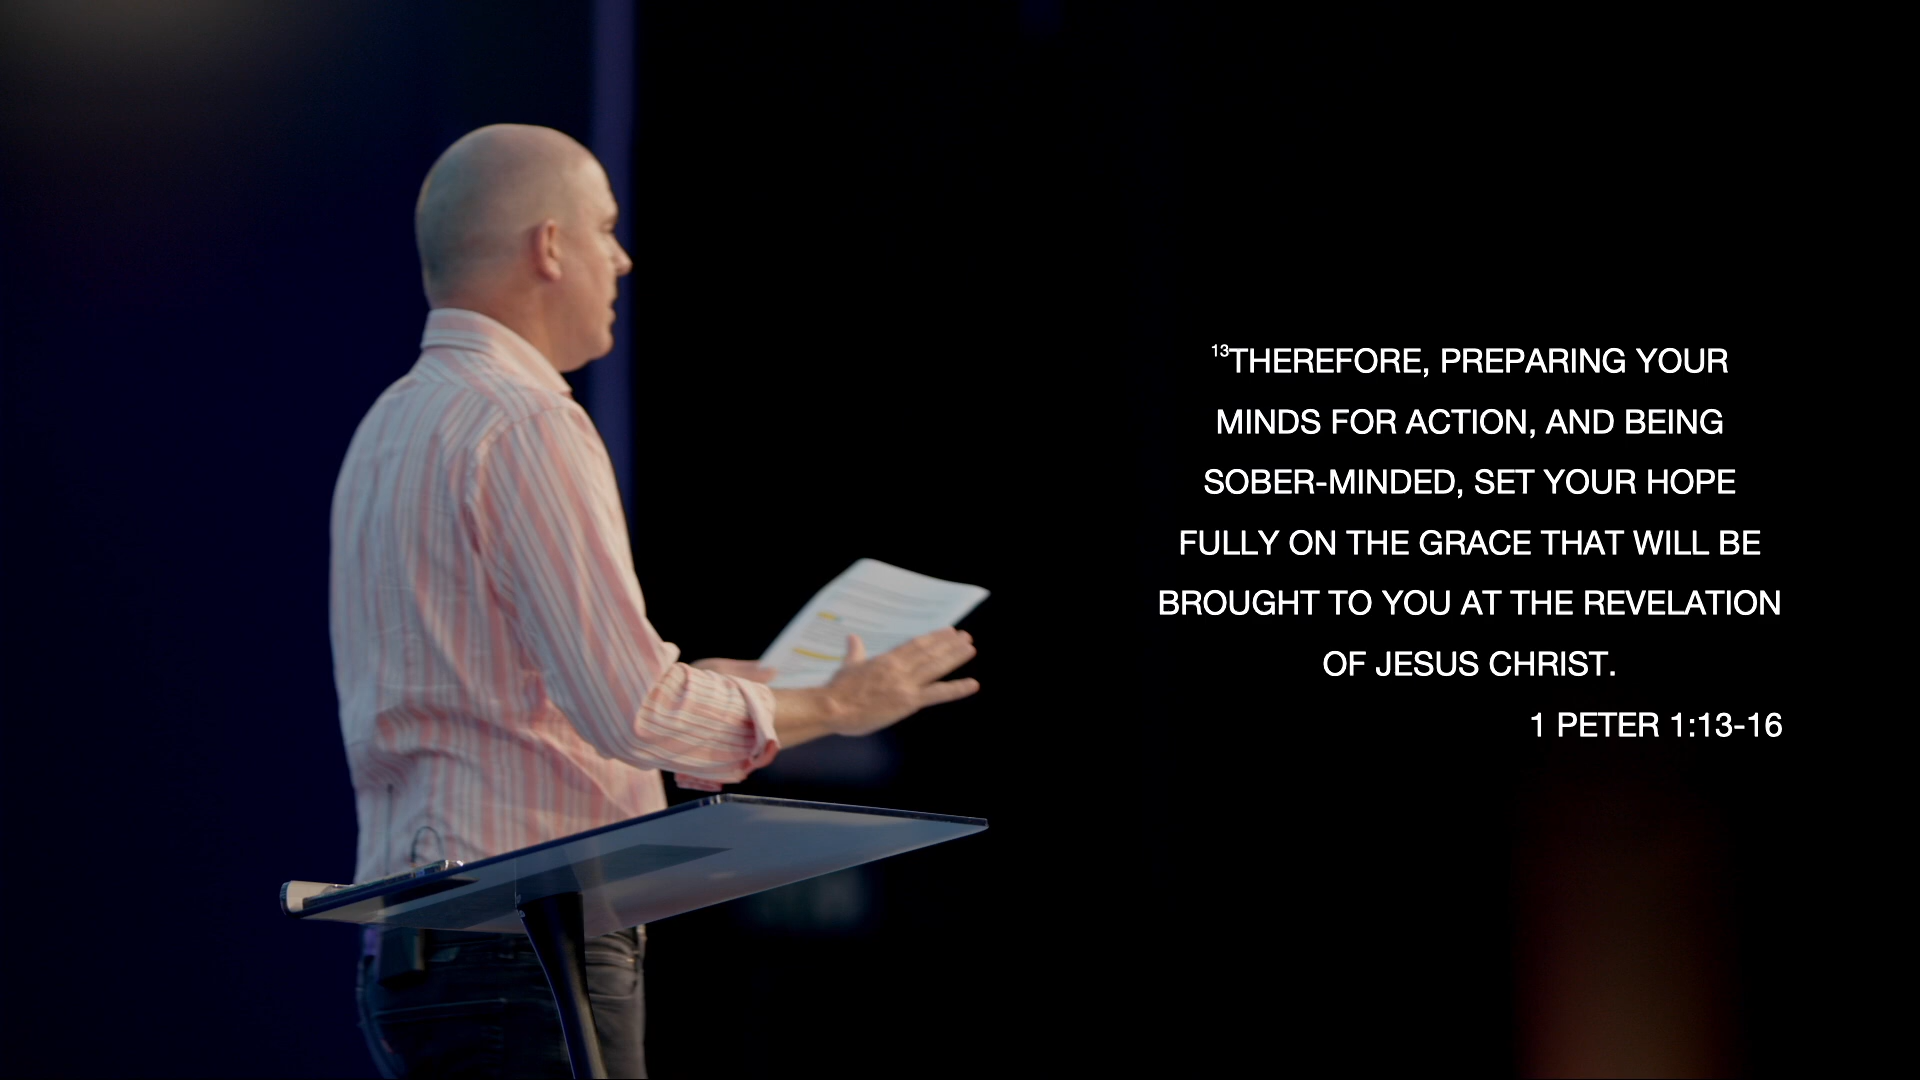 ¹³THEREFORE, PREPARING YOUR
MINDS FOR ACTION, AND BEING
SOBER-MINDED, SET YOUR HOPE
FULLY ON THE GRACE THAT WILL BE
BROUGHT TO YOU AT THE REVELATION
OF JESUS CHRIST.
1 PETER 1:13-16